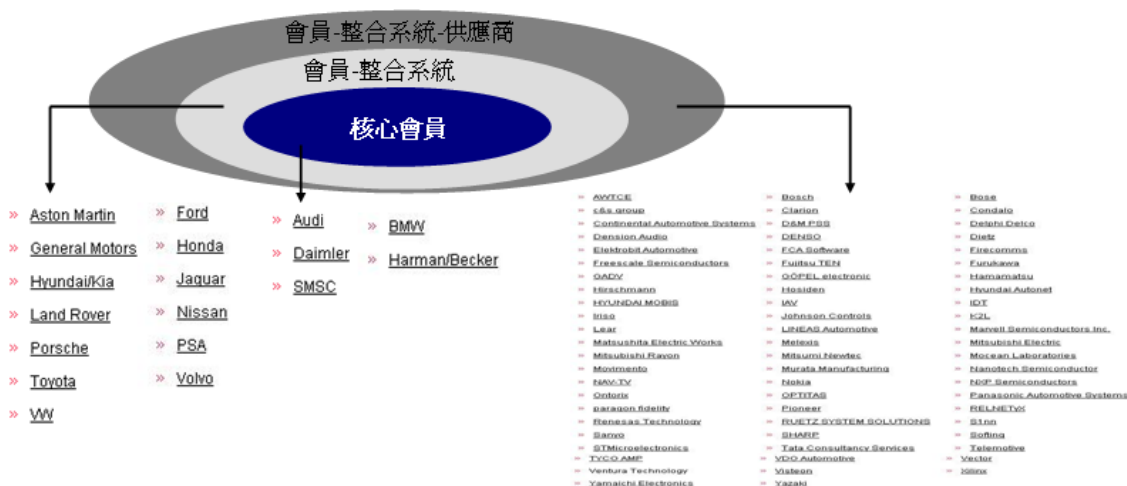 會員-整合系統-供應商
會員-整合系統
核心會員
» Aston Martin
» General Motors
» Hyundai/Kia
» Land Rover
» Porsche
» Toyota
» VW
» Ford
» Honda
» Jaguar
» Nissan
» PSA
» Volvo
» Audi
» Daimler
» SMSC
» BMW
» Harman/Becker
» AWTCE
» c&s group
» Continental Automotive Systems
» Dension Audio
» Elektrobit Automotive
» Freescale Semiconductors
» GADV
» Hirschmann
» HYUNDAI MOBIS
» Iriso
» Lear
» Matsushita Electric Works
» Mitsubishi Rayon
» Movimento
» NAV-TV
» Ontorix
» paragon fidelity
» Renesas Technology
» Sanyo
» STMicroelectronics
» TYCO AMP
» Ventura Technology
» Yamaichi Electronics
» Bosch
» Clarion
» D&M PSS
» DENSO
» FCA Software
» Fujitsu TEN
» GÖPEL electronic
» Hosiden
» IAV
» Johnson Controls
» LINEAS Automotive
» Melexis
» Mitsumi Newtec
» Murata Manufacturing
» Nokia
» OPTITAS
» Pioneer
» RUETZ SYSTEM SOLUTIONS
» SHARP
» Tata Consultancy Services
» VDO Automotive
» Visteon
» Yazaki
» Bose
» Condalo
» Delphi Delco
» Dietz
» Firecomms
» Furukawa
» Hamamatsu
» Hyundai Autonet
» IDT
» K2L
» Marvell Semiconductors Inc.
» Mitsubishi Electric
» Mocean Laboratories
» Nanotech Semiconductor
» NXP Semiconductors
» Panasonic Automotive Systems
» RELNETyX
» S1nn
» Softing
» Telemotive
» Vector
» Xilinx